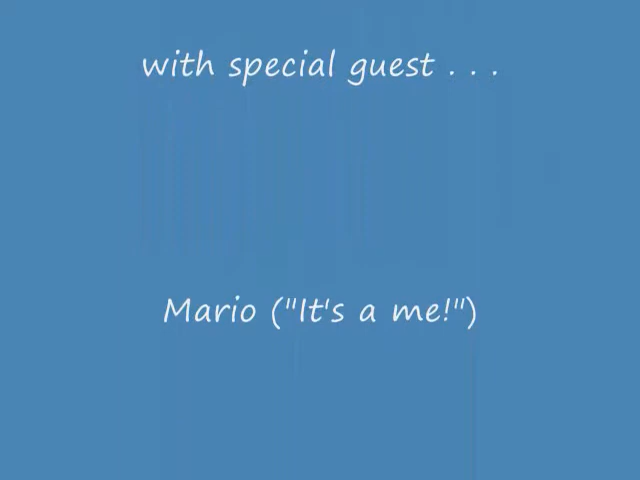 with special guest . . .
Mario ("It's a me!")